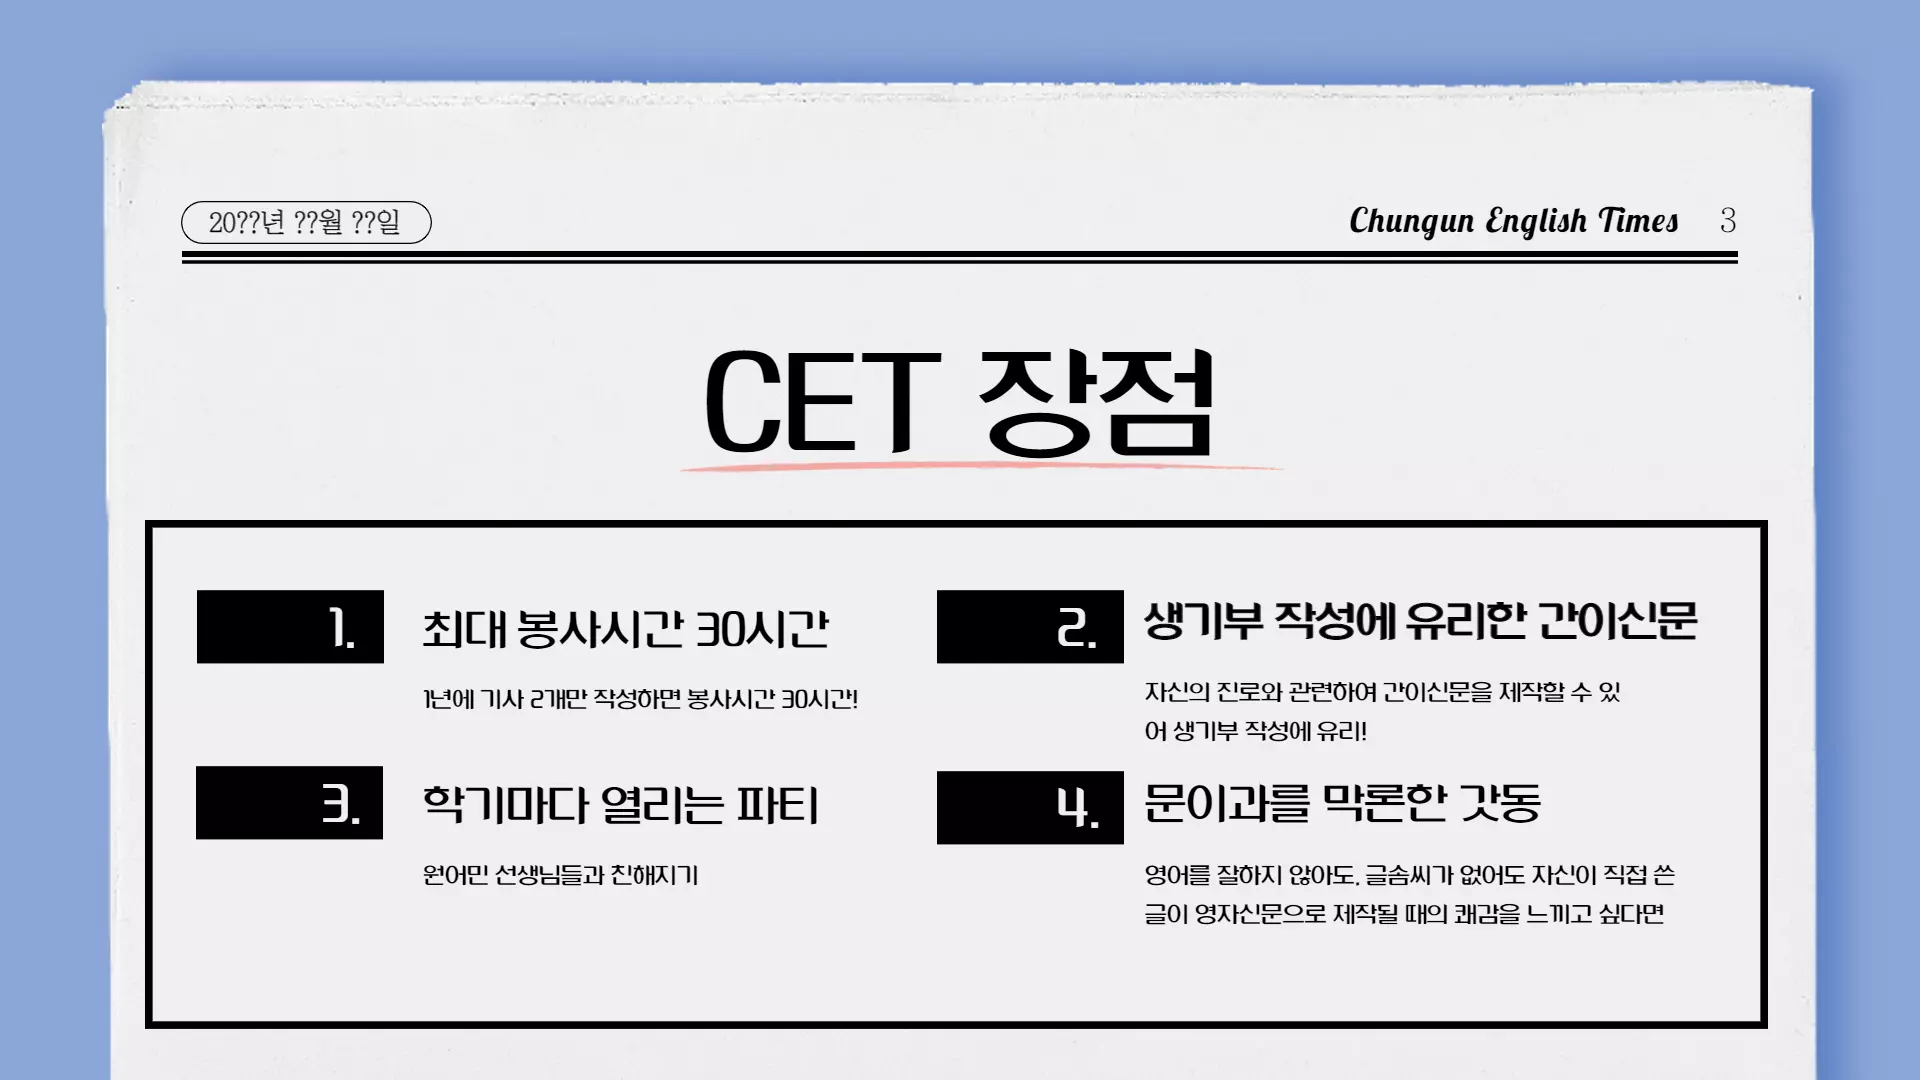 20??년 ??월 ??일
Chungun English Times 3
CET 장점
1. 최대 봉사시간 30시간
1년에 기사 2개만 작성하면 봉사시간 30시간!
2. 생기부 작성에 유리한 간이신문
자신의 진로와 관련하여 간이신문을 제작할 수 있
어 생기부 작성에 유리!
3. 학기마다 열리는 파티
원어민 선생님들과 친해지기
4. 문이과를 막론한 갓동
영어를 잘하지 않아도, 글솜씨가 없어도 자신이 직접 쓴
글이 영자신문으로 제작될 때의 쾌감을 느끼고 싶다면